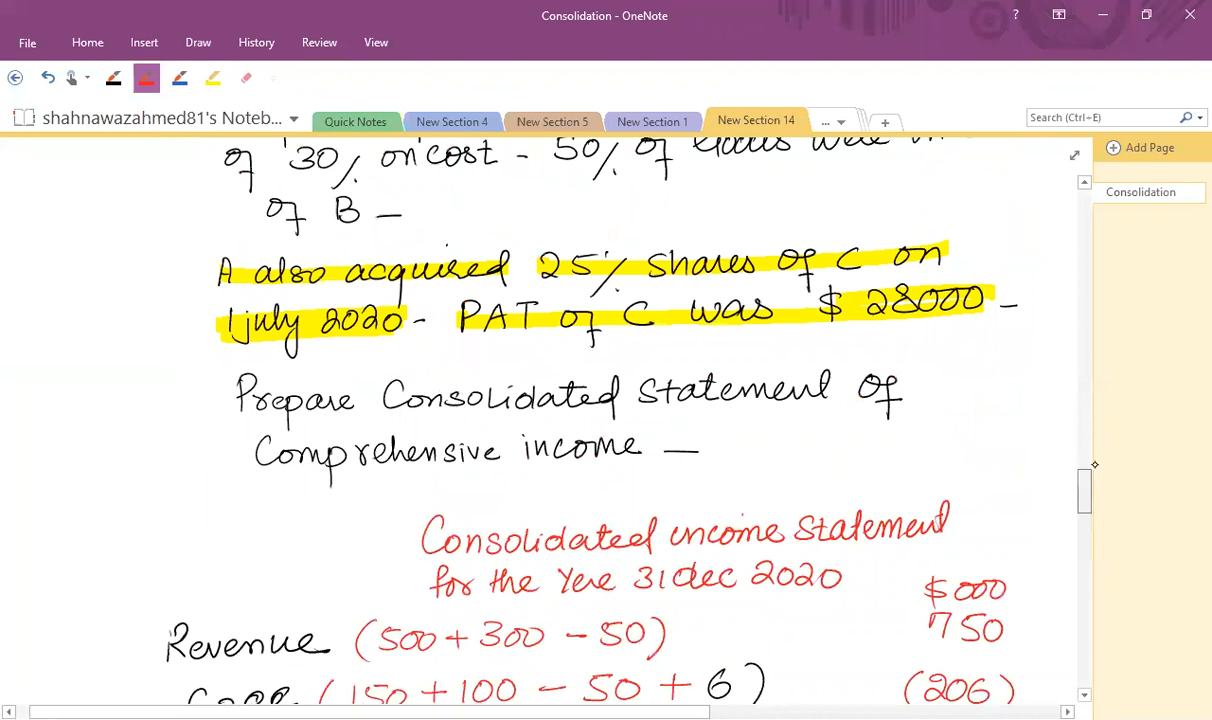 Consolidation - OneNote
?
File Home Insert Draw History Review View
shahnawazahmed81's Noteb... Quick Notes New Section 4 New Section 5 New Section 1 New Section 14 ... Search (Ctrl+E)
Add Page
Consolidation
of 30% on cost - 50% of were in
of B -
A also acquired 25% shares of C on
1 july 2020 - PAT of C was $ 28000 -
Prepare Consolidated Statement of
Comprehensive income -
Consolidated income Statement
for the Yere 31 dec 2020
$000
Revenue (500 + 300 - 50) 750
(150 + 100 - 50 + 6) (206)